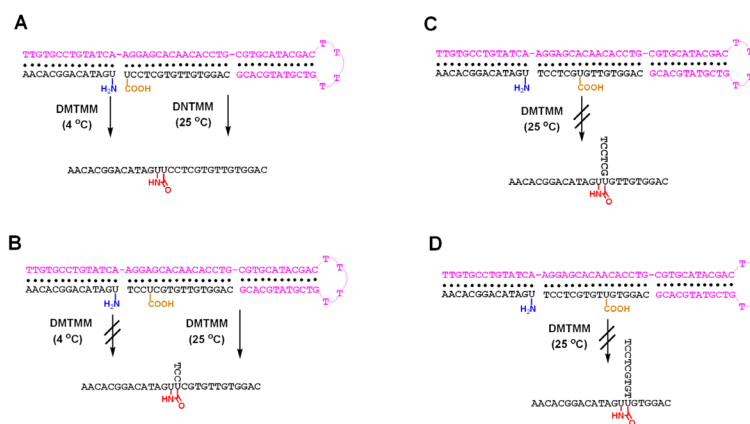 A
TTGTGCCTGTATCA-AGGAGCACAACACCTG-CGTGCATACGAC
T
T
T
T
T
T
AACACGGACATAGU UCCTCGTGTTGTGGAC GCACGTATGCTG
H2N
COOH
DMTMM
(4 °C)
DNTMM
(25 °C)
AACACGGACATAGUUCCTCGTGTTGTGGAC
HN
O
B
TTGTGCCTGTATCA-AGGAGCACAACACCTG-CGTGCATACGAC
AACACGGACATAGU TCCUCGTGTTGTGGAC GCACGTATGCTG
H2N
COOH
DMTMM
(4 °C)
DMTMM
(25 °C)
TCC
AACACGGACATAGUUCGTGTTGTGGAC
HN
O
C
TTGTGCCTGTATCA-AGGAGCACAACACCTG-CGTGCATACGAC
AACACGGACATAGU TCCTCGUGTTGTGGAC GCACGTATGCTG
H2N
COOH
DMTMM
(25 °C)
TCCTCG
AACACGGACATAGUUGTTGTGGAC
HN
O
D
TTGTGCCTGTATCA-AGGAGCACAACACCTG-CGTGCATACGAC
AACACGGACATAGU TCCTCGTGTUGTGGAC GCACGTATGCTG
H2N
COOH
DMTMM
(25 °C)
TCCTCGTGT
AACACGGACATAGUUGTGGAC
HN
O